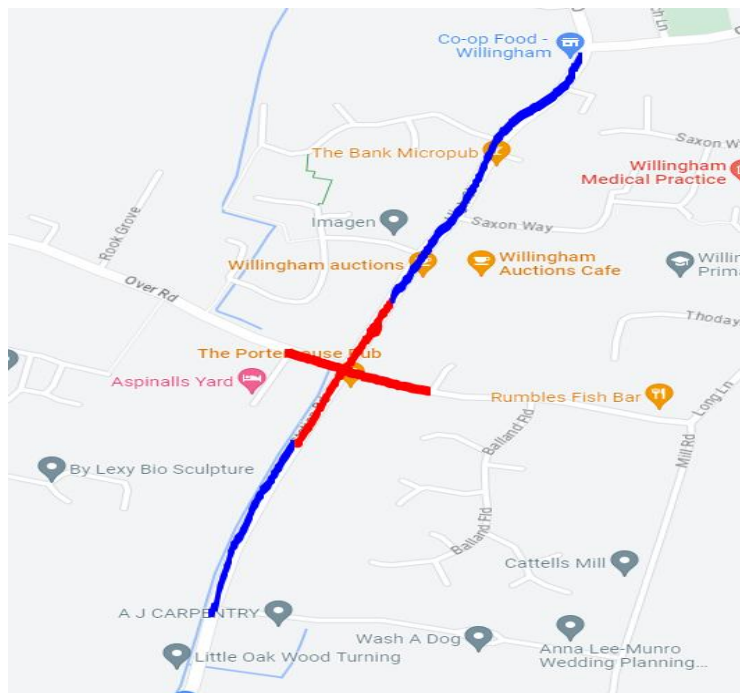 Co-op Food -
Willingham
Saxon W
The Bank Micropub
Willingham
Medical Practice
Rook Grove
Imagen
Saxon Way
Willingham auctions
Willingham
Auctions Cafe
Willin
Prima
Over Rd
Thoday
The Porterhouse Pub
Aspinalls Yard
Rumbles Fish Bar
Long Ln
Balland Fld
Mill Rd
By Lexy Bio Sculpture
Balland Fld
Cattells Mill
A J CARPENTRY
Wash A Dog
Anna Lee-Munro
Wedding Planning...
Little Oak Wood Turning